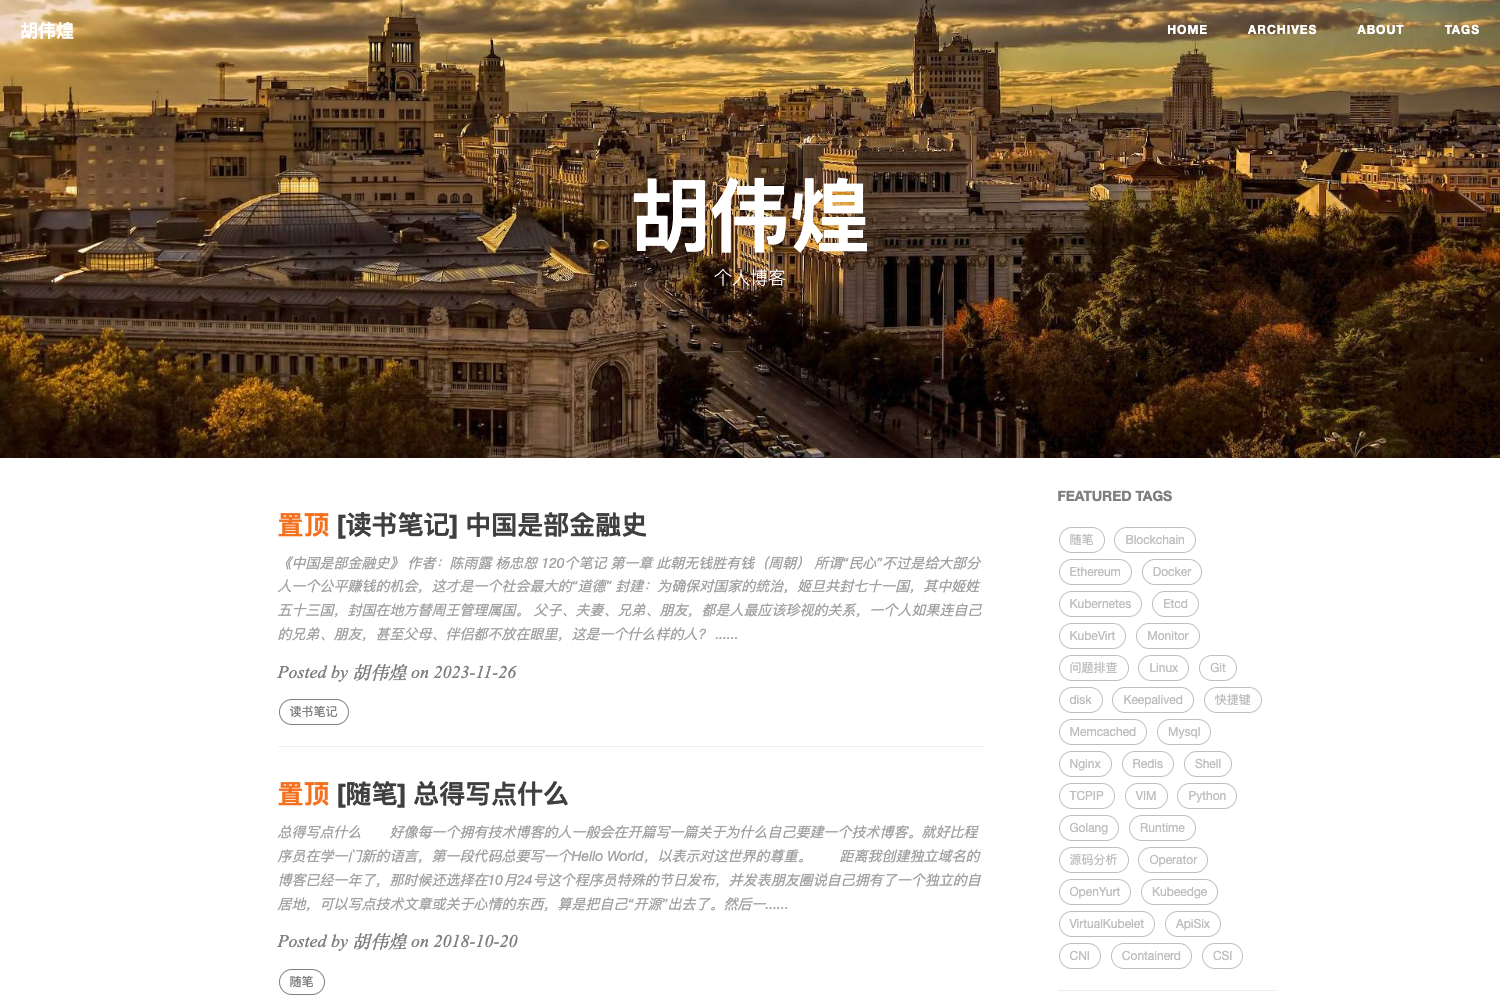 胡伟煌
HOME ARCHIVES ABOUT TAGS
胡伟煌
个人博客
置顶 [读书笔记] 中国是部金融史
《中国是部金融史》 作者：陈雨露 杨忠恕 120个笔记 第一章 此朝无钱胜有钱（周朝） 所谓“民心”不过是给大部分
人一个公平赚钱的机会，这才是一个社会最大的“道德” 封建：为确保对国家的统治，姬旦共封七十一国，其中姬姓
五十三国，封国在地方替周王管理属国。 父子、夫妻、兄弟、朋友，都是人最应该珍视的关系，一个人如果连自己
的兄弟、朋友，甚至父母、伴侣都不放在眼里，这是一个什么样的人？ ......
Posted by 胡伟煌 on 2023-11-26
读书笔记
置顶 [随笔] 总得写点什么
总得写点什么　　好像每一个拥有技术博客的人一般会在开篇写一篇关于为什么自己要建一个技术博客。就好比程
序员在学一门新的语言，第一段代码总要写一个Hello World，以表示对这世界的尊重。　　距离我创建独立域名的
博客已经一年了，那时候还选择在10月24号这个程序员特殊的节日发布，并发表朋友圈说自己拥有了一个独立的自
居地，可以写点技术文章或关于心情的东西，算是把自己“开源”出去了。然后一......
Posted by 胡伟煌 on 2018-10-20
随笔
FEATURED TAGS
随笔 Blockchain
Ethereum Docker
Kubernetes Etcd
KubeVirt Monitor
问题排查 Linux Git
disk Keepalived 快捷键
Memcached Mysql
Nginx Redis Shell
TCPIP VIM Python
Golang Runtime
源码分析 Operator
OpenYurt Kubeedge
VirtualKubelet ApiSix
CNI Containerd CSI